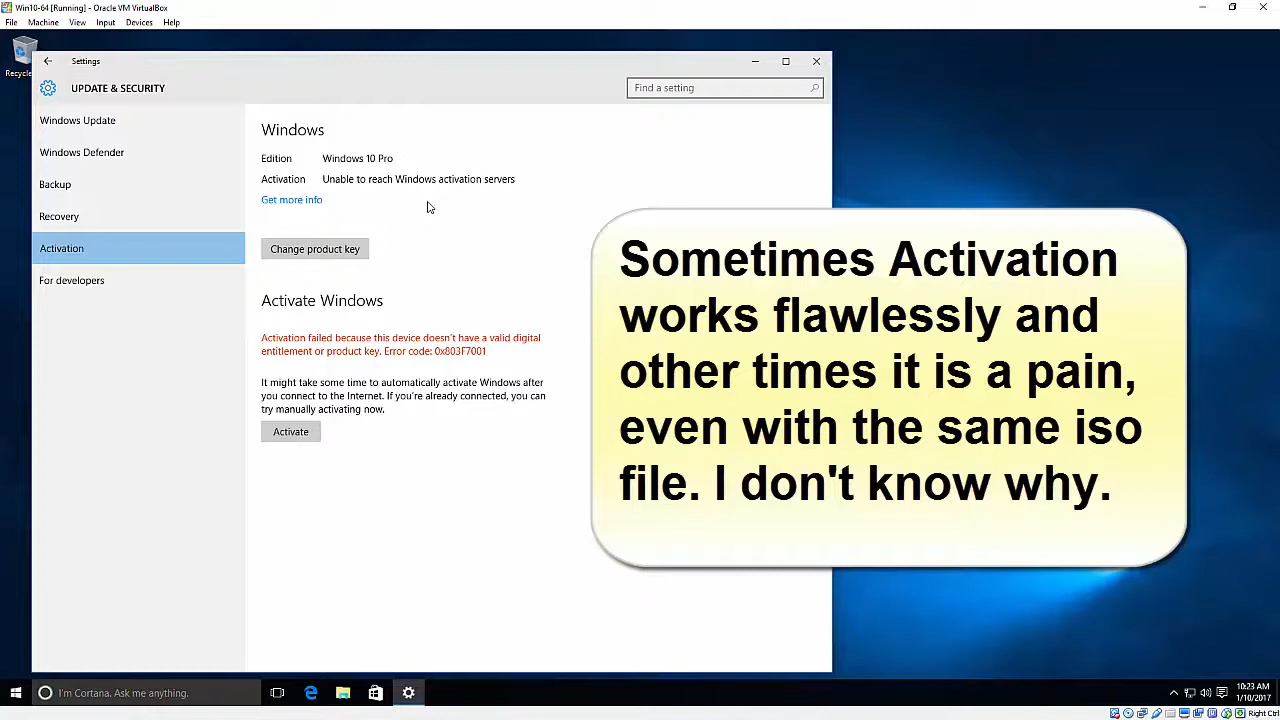 Win10-64 [Running] - Oracle VM VirtualBox
File Machine View Input Devices Help
Recycle
Settings
UPDATE & SECURITY
Find a setting
Windows Update
Windows Defender
Backup
Recovery
Activation
For developers
Windows
Edition Windows 10 Pro
Activation Unable to reach Windows activation servers
Get more info
Change product key
Activate Windows
Activation failed because this device doesn't have a valid digital
entitlement or product key. Error code: 0x803F7001
It might take some time to automatically activate Windows after
you connect to the Internet. If you're already connected, you can
try manually activating now.
Activate
Sometimes Activation
works flawlessly and
other times it is a pain,
even with the same iso
file. I don't know why.
I'm Cortana. Ask me anything.
10:23 AM
1/10/2017
Right Ctrl